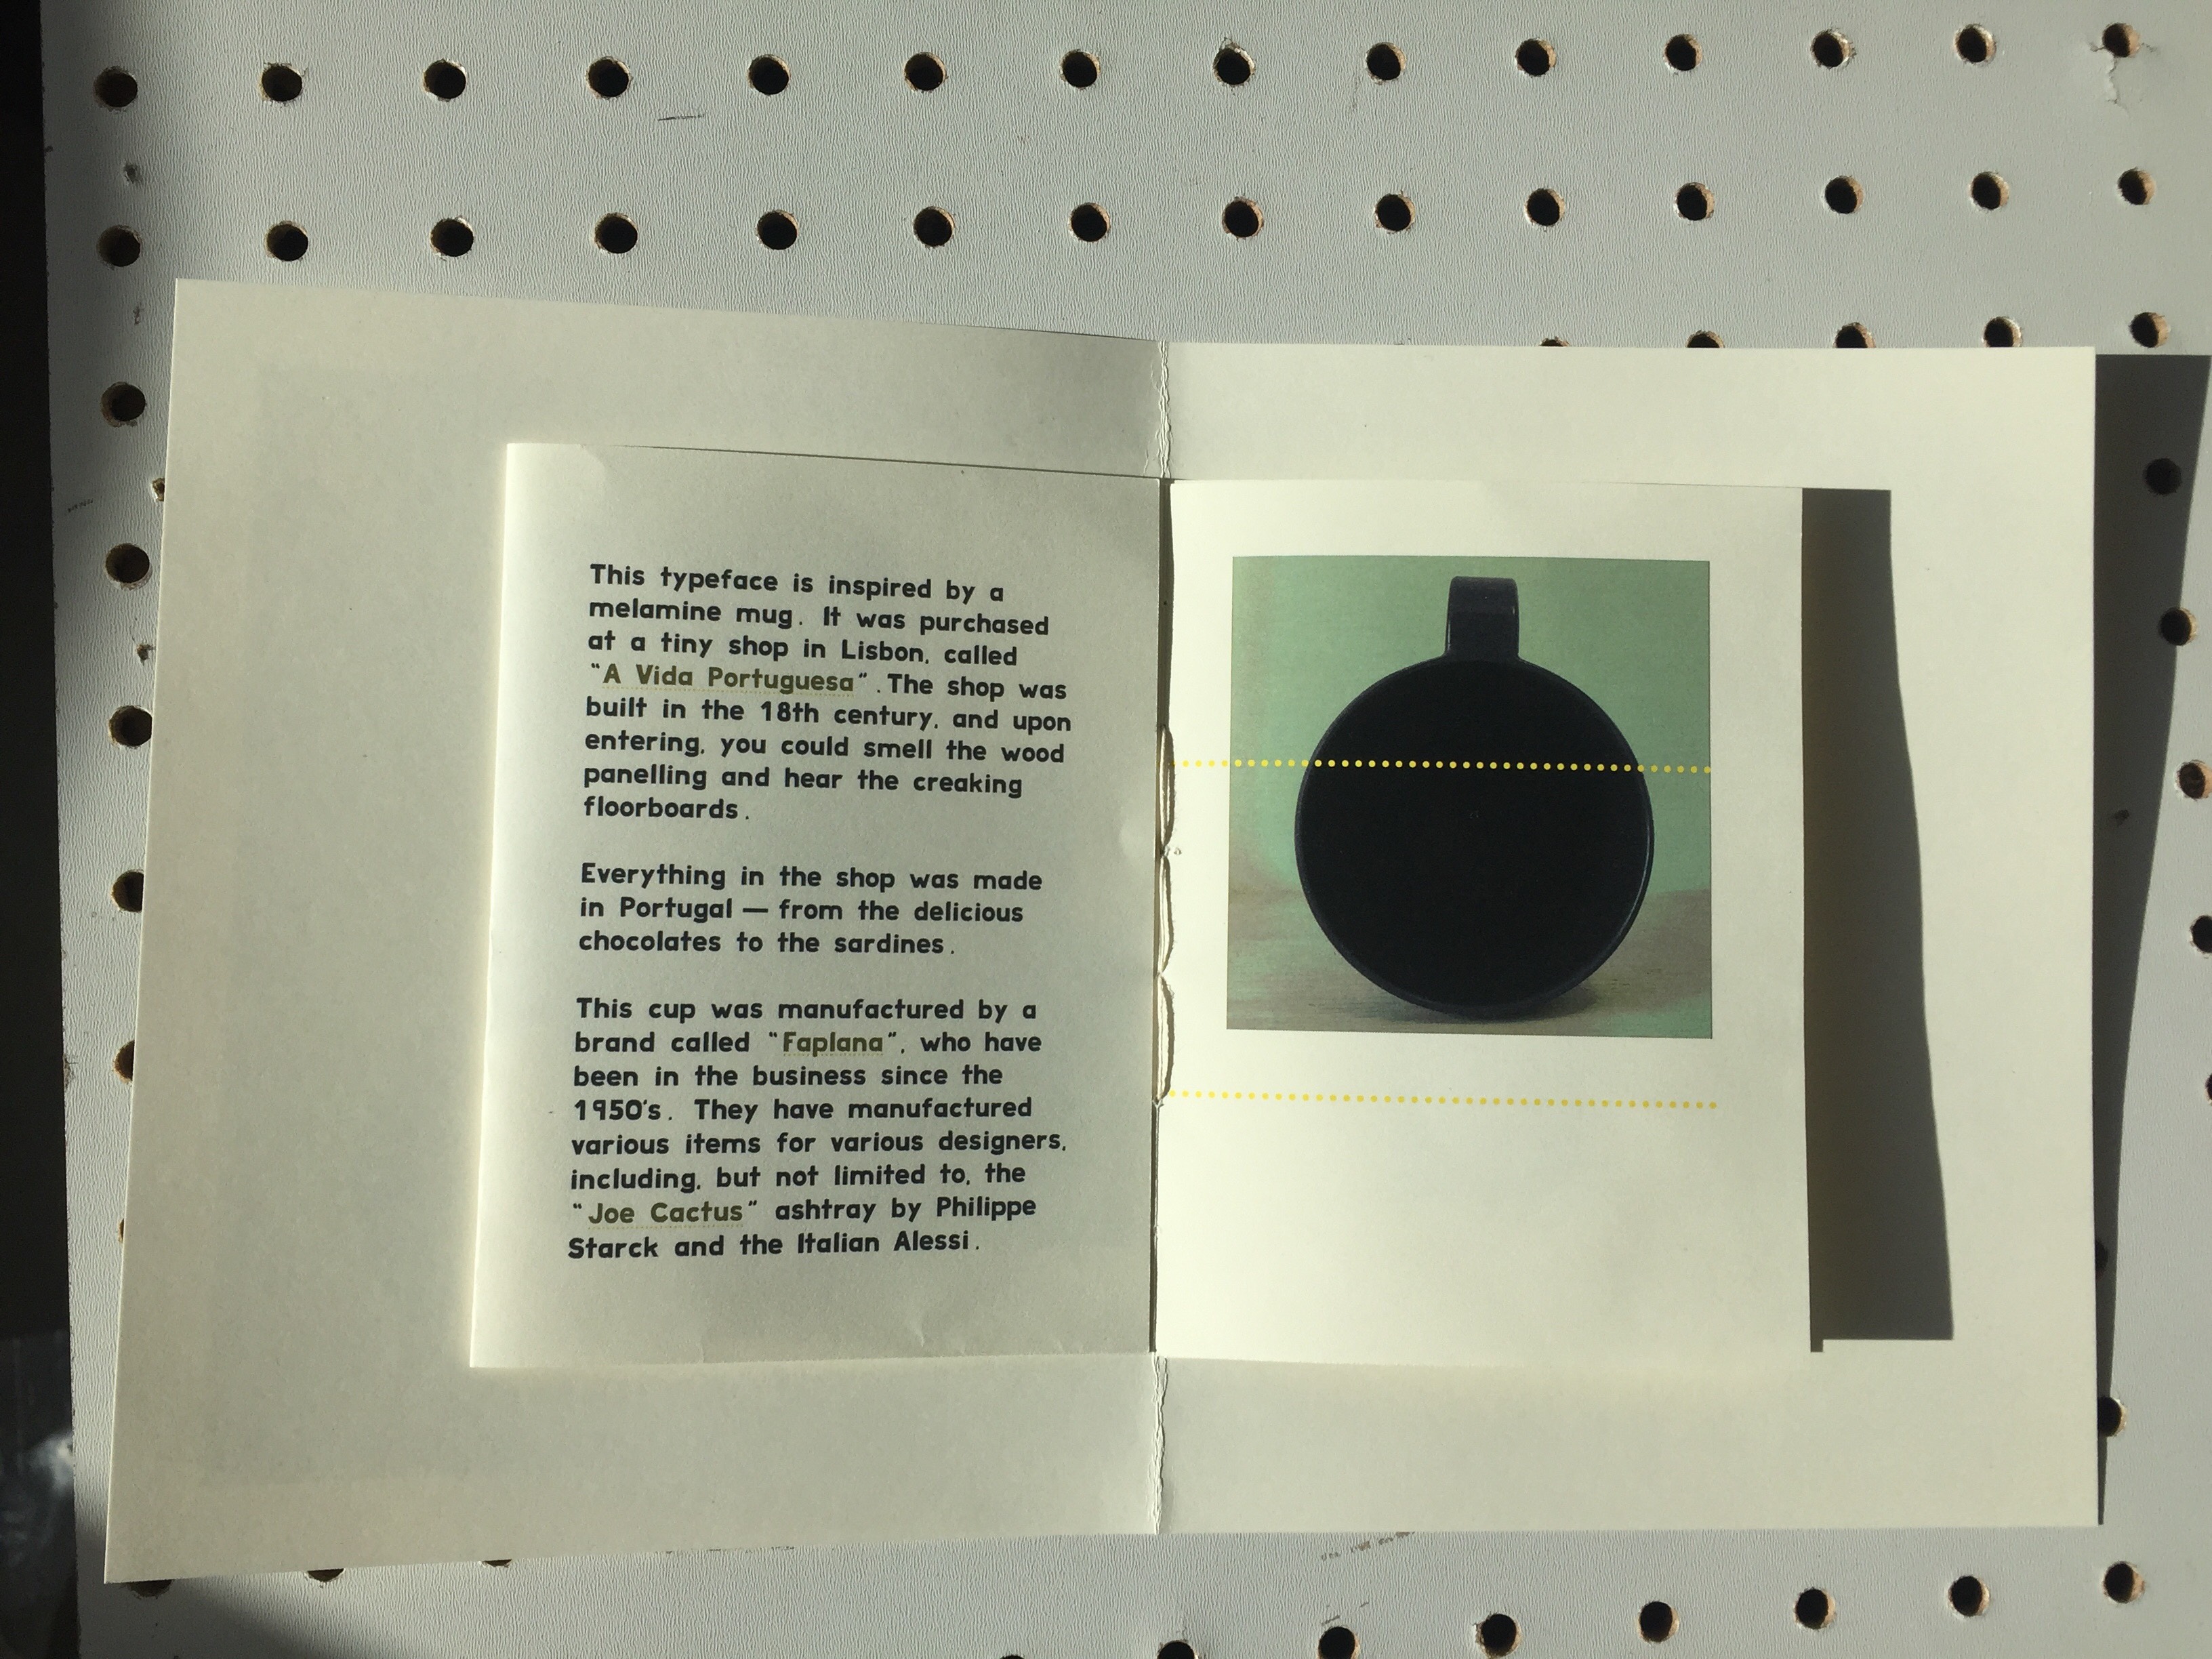 This typeface is inspired by a
melamine mug. It was purchased
at a tiny shop in Lisbon, called
"A Vida Portuguesa". The shop was
built in the 18th century, and upon
entering, you could smell the wood
panelling and hear the creaking
floorboards.
Everything in the shop was made
in Portugal — from the delicious
chocolates to the sardines.
This cup was manufactured by a
brand called "Faplana", who have
been in the business since the
1950's. They have manufactured
various items for various designers,
including, but not limited to, the
"Joe Cactus" ashtray by Philippe
Starck and the Italian Alessi.